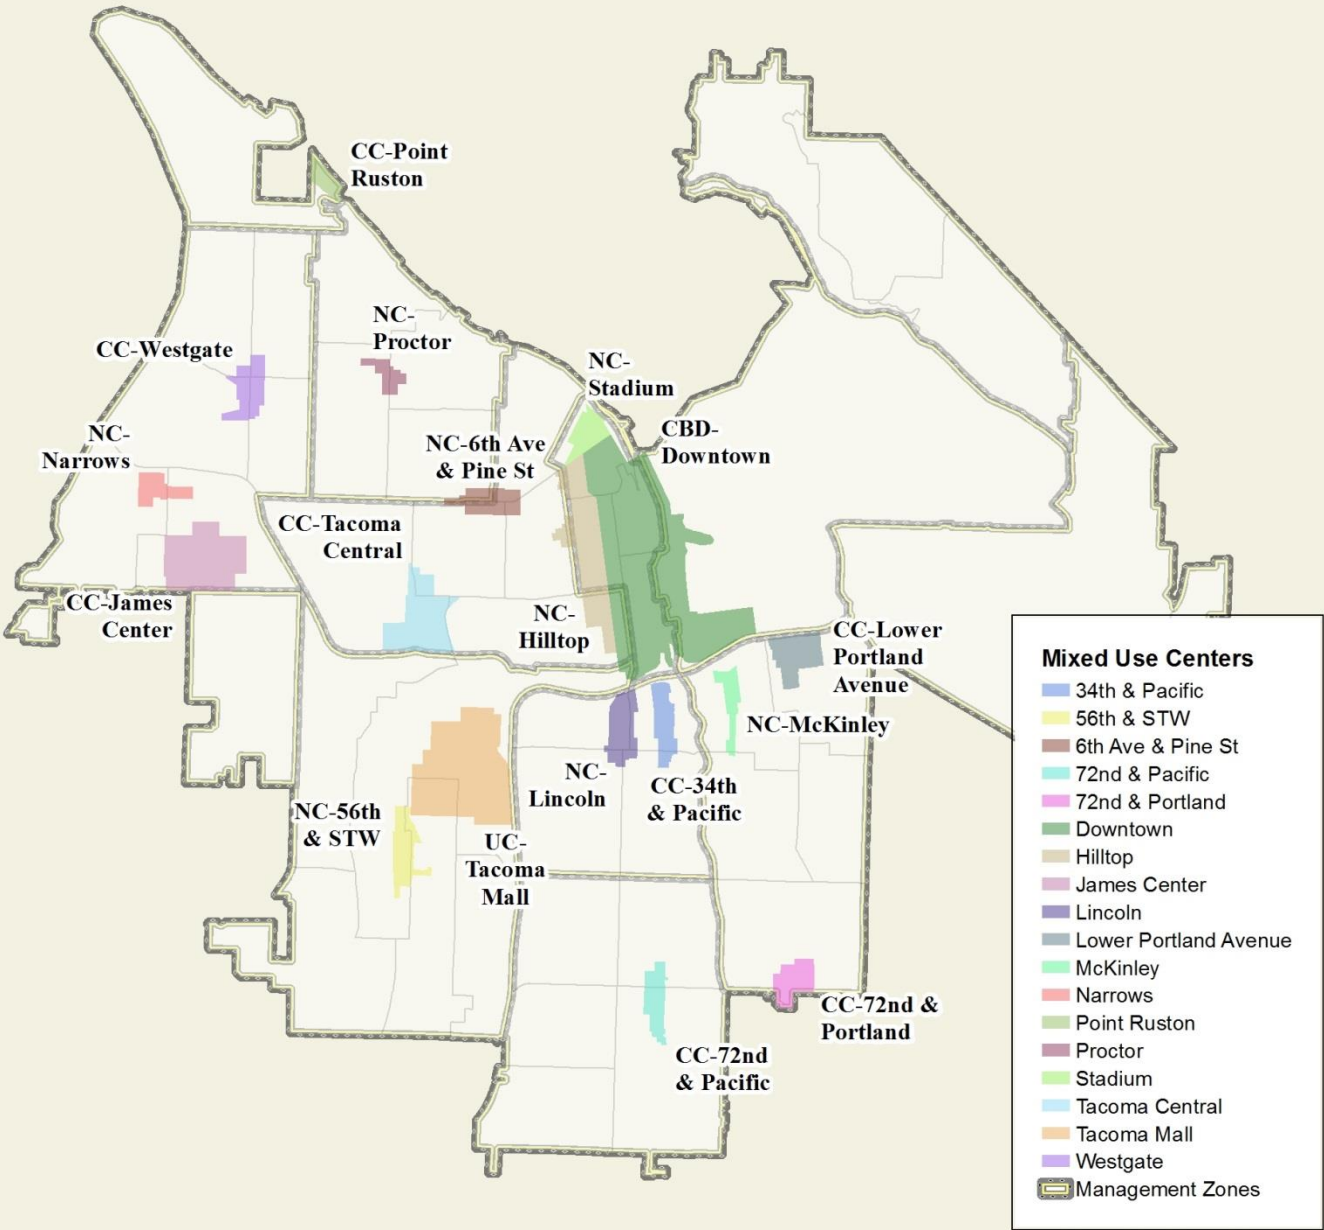 CC-Point
Ruston
NC-
Proctor
CC-Westgate
NC-
Stadium
NC-
Narrows
NC-6th Ave
& Pine St
CBD-
Downtown
CC-Tacoma
Central
CC-James
Center
NC-
Hilltop
CC-Lower
Portland
Avenue
NC-McKinley
NC-
Lincoln
CC-34th
& Pacific
NC-56th
& STW
UC-
Tacoma
Mall
CC-72nd &
Portland
CC-72nd
& Pacific
Mixed Use Centers
34th & Pacific
56th & STW
6th Ave & Pine St
72nd & Pacific
72nd & Portland
Downtown
Hilltop
James Center
Lincoln
Lower Portland Avenue
McKinley
Narrows
Point Ruston
Proctor
Stadium
Tacoma Central
Tacoma Mall
Westgate
Management Zones